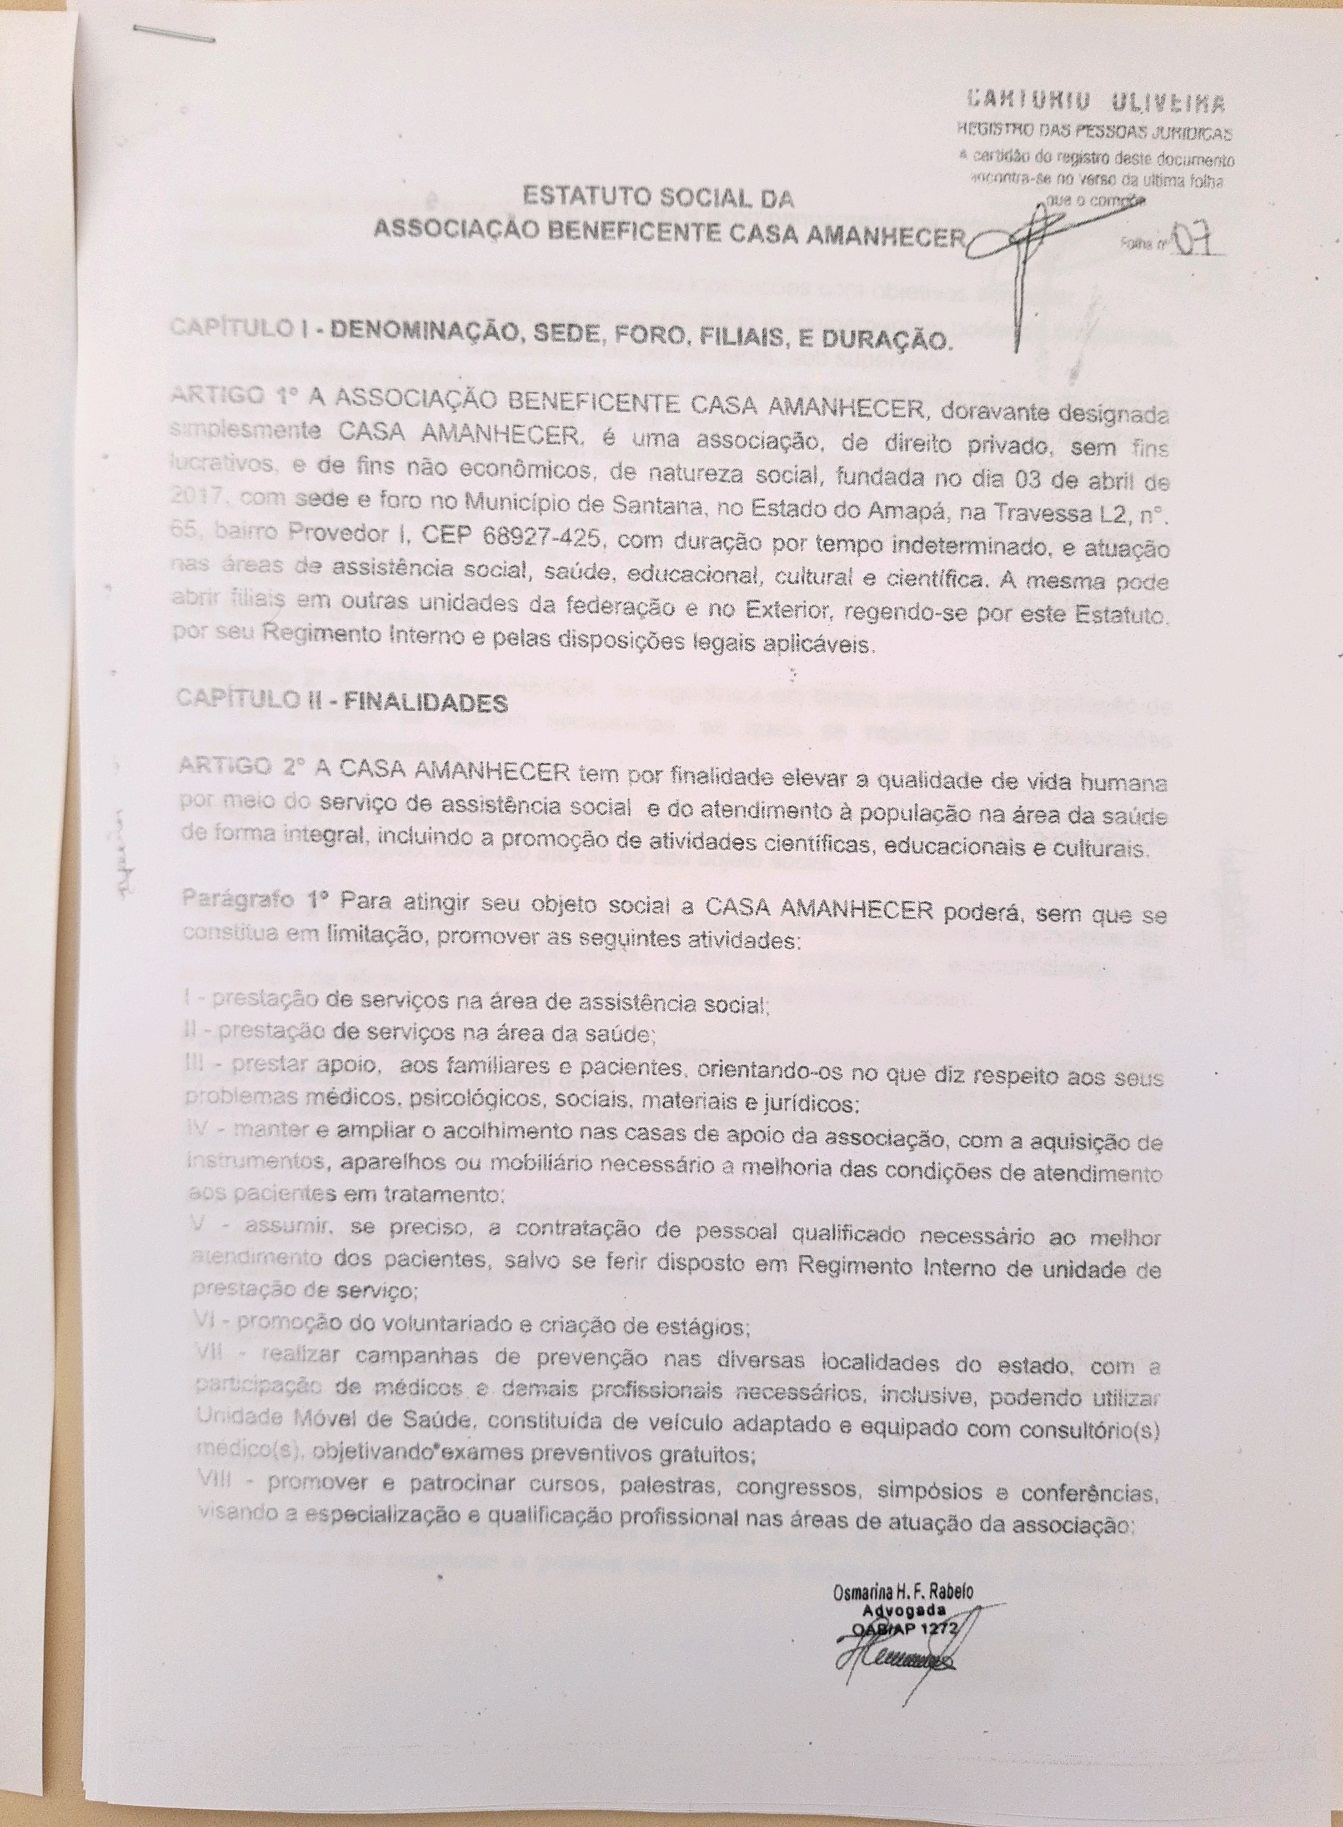 CARTORIO OLIVEIRA
REGISTRO DAS PESSOAS JURIDICAS
A certidão do registro deste documento
encontra-se no verso da ultima folha
que o compõe
Folha nº 07
ESTATUTO SOCIAL DA
ASSOCIAÇÃO BENEFICENTE CASA AMANHECER
CAPÍTULO I - DENOMINAÇÃO, SEDE, FORO, FILIAIS, E DURAÇÃO.
ARTIGO 1º A ASSOCIAÇÃO BENEFICENTE CASA AMANHECER, doravante designada
simplesmente CASA AMANHECER, é uma associação, de direito privado, sem fins
lucrativos, e de fins não econômicos, de natureza social, fundada no dia 03 de abril de
2017, com sede e foro no Município de Santana, no Estado do Amapá, na Travessa L2, n°.
65, bairro Provedor I, CEP 68927-425, com duração por tempo indeterminado, e atuação
nas áreas de assistência social, saúde, educacional, cultural e científica. A mesma pode
abrir filiais em outras unidades da federação e no Exterior, regendo-se por este Estatuto,
por seu Regimento Interno e pelas disposições legais aplicáveis.
CAPÍTULO II - FINALIDADES
ARTIGO 2° A CASA AMANHECER tem por finalidade elevar a qualidade de vida humana
por meio do serviço de assistência social e do atendimento à população na área da saúde
de forma integral, incluindo a promoção de atividades científicas, educacionais e culturais.
Parágrafo 1º Para atingir seu objeto social a CASA AMANHECER poderá, sem que se
constitua em limitação, promover as seguintes atividades:
I - prestação de serviços na área de assistência social;
II - prestação de serviços na área da saúde;
III - prestar apoio, aos familiares e pacientes, orientando-os no que diz respeito aos seus
problemas médicos, psicológicos, sociais, materiais e jurídicos;
IV - manter e ampliar o acolhimento nas casas de apoio da associação, com a aquisição de
instrumentos, aparelhos ou mobiliário necessário a melhoria das condições de atendimento
aos pacientes em tratamento;
V - assumir, se preciso, a contratação de pessoal qualificado necessário ao melhor
atendimento dos pacientes, salvo se ferir disposto em Regimento Interno de unidade de
prestação de serviço;
VI - promoção do voluntariado e criação de estágios;
VII - realizar campanhas de prevenção nas diversas localidades do estado, com a
participação de médicos e demais profissionais necessários, inclusive, podendo utilizar
Unidade Móvel de Saúde, constituída de veículo adaptado e equipado com consultório(s)
médico(s), objetivando exames preventivos gratuitos;
VIII - promover e patrocinar cursos, palestras, congressos, simpósios e conferências,
visando a especialização e qualificação profissional nas áreas de atuação da associação;
Osmarina H. F. Rabelo
Advogada
OAB/AP 1272